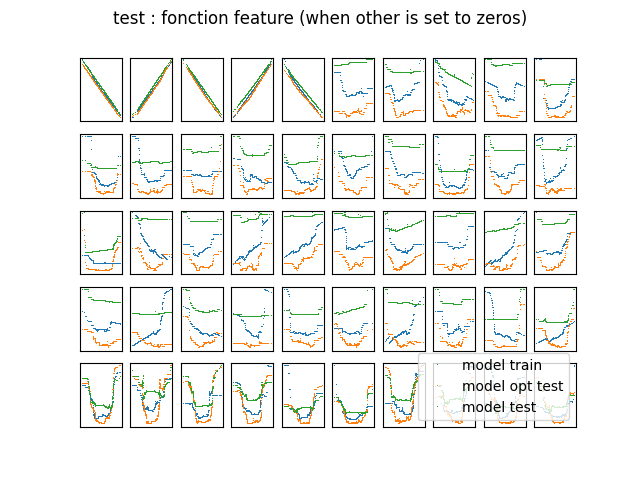 test : fonction feature (when other is set to zeros)
model train
model opt test
model test